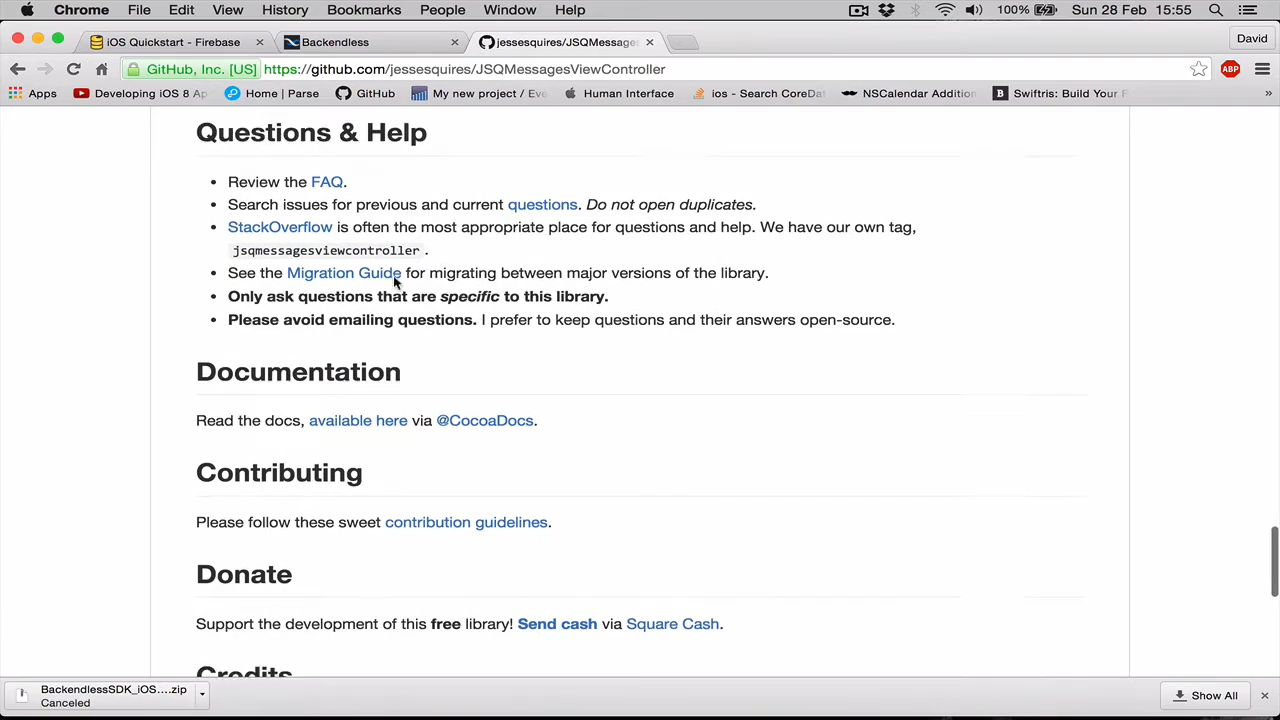 Chrome File Edit View History Bookmarks People Window Help 100% Sun 28 Feb 15:55
iOS Quickstart - Firebase Backendless jessesquires/JSQMessages David
GitHub, Inc. [US] https://github.com/jessesquires/JSQMessagesViewController ABP
Apps Developing iOS 8 Ap Home | Parse GitHub My new project / Eve Human Interface ios - Search CoreDat NSCalendar Addition Swiftris: Build Your F »
Questions & Help
• Review the FAQ.
• Search issues for previous and current questions. Do not open duplicates.
• StackOverflow is often the most appropriate place for questions and help. We have our own tag,
jsqmessagesviewcontroller .
• See the Migration Guide for migrating between major versions of the library.
• Only ask questions that are specific to this library.
• Please avoid emailing questions. I prefer to keep questions and their answers open-source.
Documentation
Read the docs, available here via @CocoaDocs.
Contributing
Please follow these sweet contribution guidelines.
Donate
Support the development of this free library! Send cash via Square Cash.
Credits
BackendlessSDK_iOS....zip
Canceled
Show All